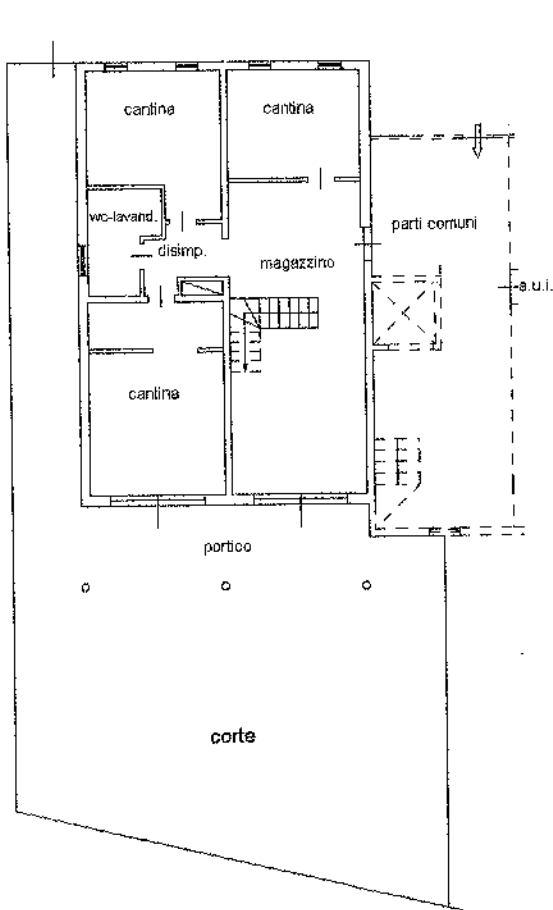 cantina
cantina
wc-lavand.
parti comuni
disimp.
magazzino
a.u.i.
cantina
portico
corte